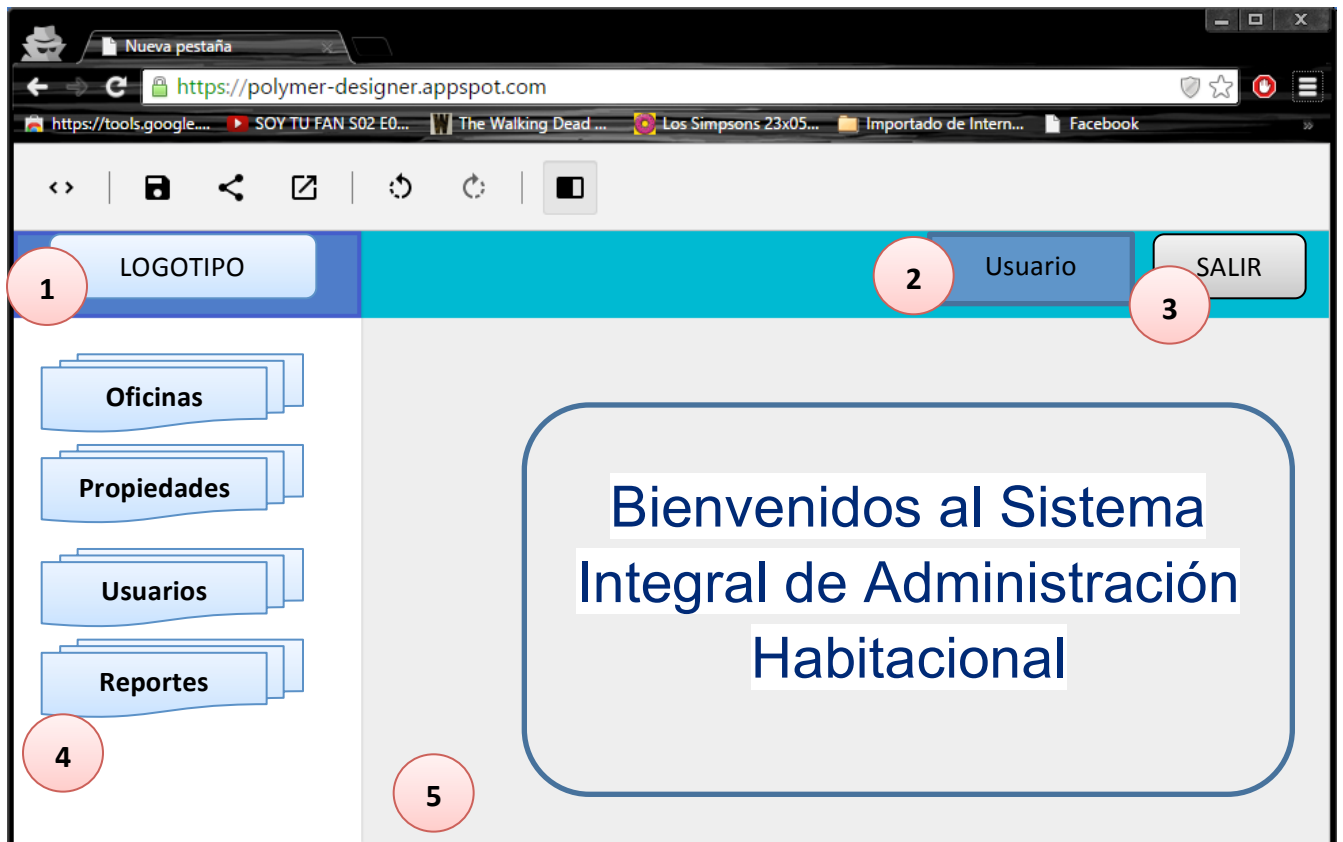 Nueva pestaña
https://polymer-designer.appspot.com
https://tools.google.... SOY TU FAN S02 E0... The Walking Dead ... Los Simpsons 23x05... Importado de Intern... Facebook »
LOGOTIPO
Usuario
SALIR
1
2
3
Oficinas
Propiedades
Usuarios
Reportes
4
Bienvenidos al Sistema
Integral de Administración
Habitacional
5